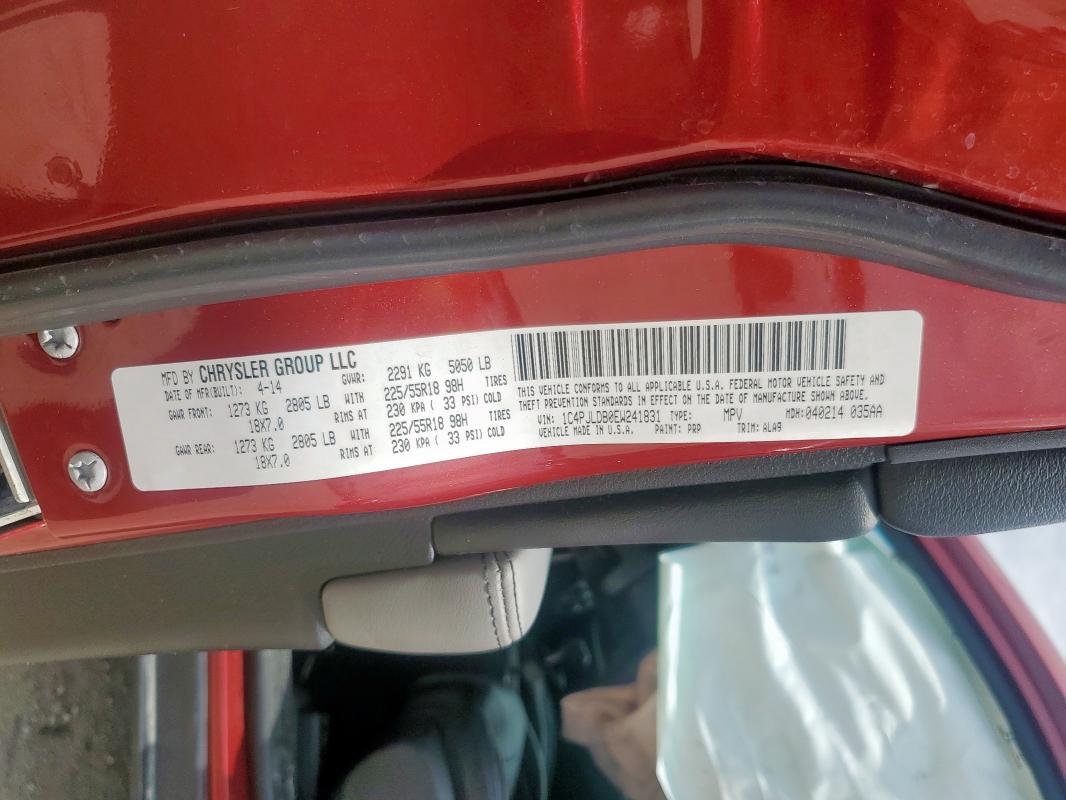 MFD BY CHRYSLER GROUP LLC
DATE OF MFR(BUILT): 4-14 GVWR: 2291 KG 5050 LB
GAWR FRONT: 1273 KG 2805 LB WITH 225/55R18 98H TIRES
18X7.0 RIMS AT 230 KPA ( 33 PSI) COLD
GAWR REAR: 1273 KG 2805 LB WITH 225/55R18 98H TIRES
18X7.0 RIMS AT 230 KPA ( 33 PSI) COLD
THIS VEHICLE CONFORMS TO ALL APPLICABLE U.S.A. FEDERAL MOTOR VEHICLE SAFETY AND
THEFT PREVENTION STANDARDS IN EFFECT ON THE DATE OF MANUFACTURE SHOWN ABOVE.
VIN: 1C4PJLDB0EW241831 TYPE: MPV MDH: 040214 035AA
VEHICLE MADE IN U.S.A. PAINT: PRP TRIM: ALA9